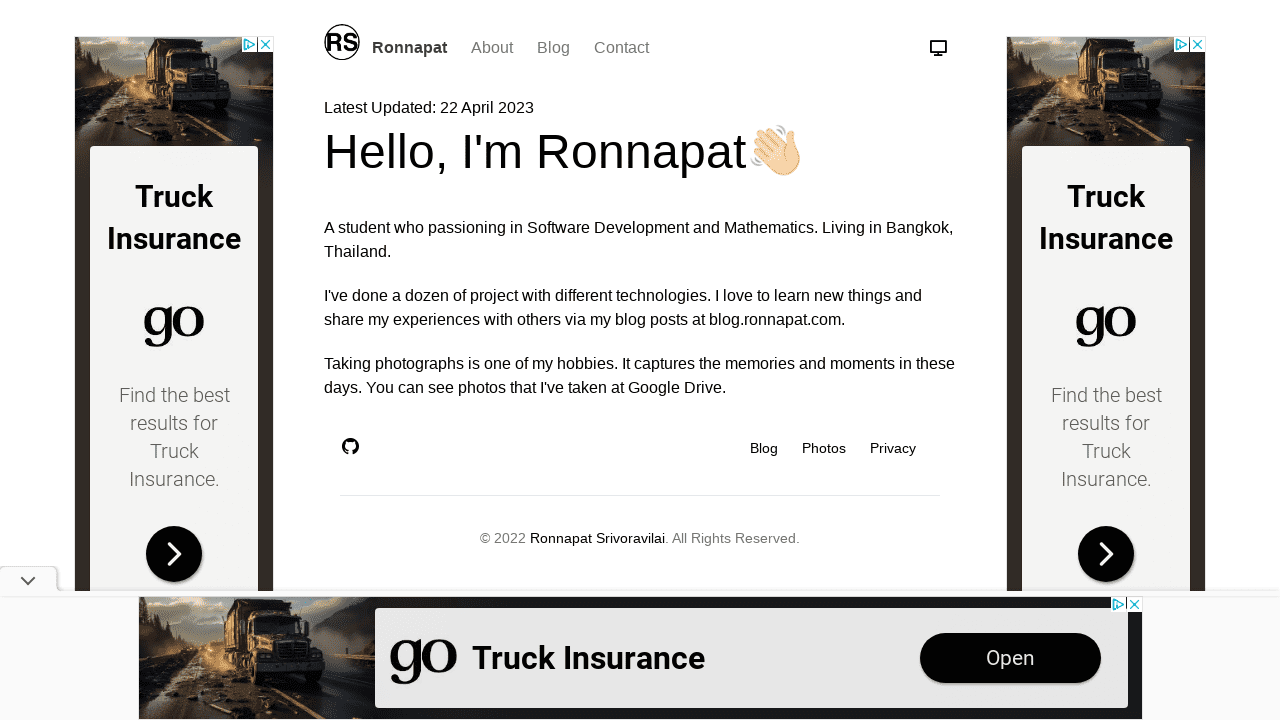 RS Ronnapat About Blog Contact
Latest Updated: 22 April 2023
Hello, I'm Ronnapat
A student who passioning in Software Development and Mathematics. Living in Bangkok,
Thailand.
I've done a dozen of project with different technologies. I love to learn new things and
share my experiences with others via my blog posts at blog.ronnapat.com.
Taking photographs is one of my hobbies. It captures the memories and moments in these
days. You can see photos that I've taken at Google Drive.
Blog Photos Privacy
© 2022 Ronnapat Srivoravilai. All Rights Reserved.
Truck
Insurance
go
Find the best
results for
Truck
Insurance.
Truck
Insurance
go
Find the best
results for
Truck
Insurance.
go Truck Insurance Open